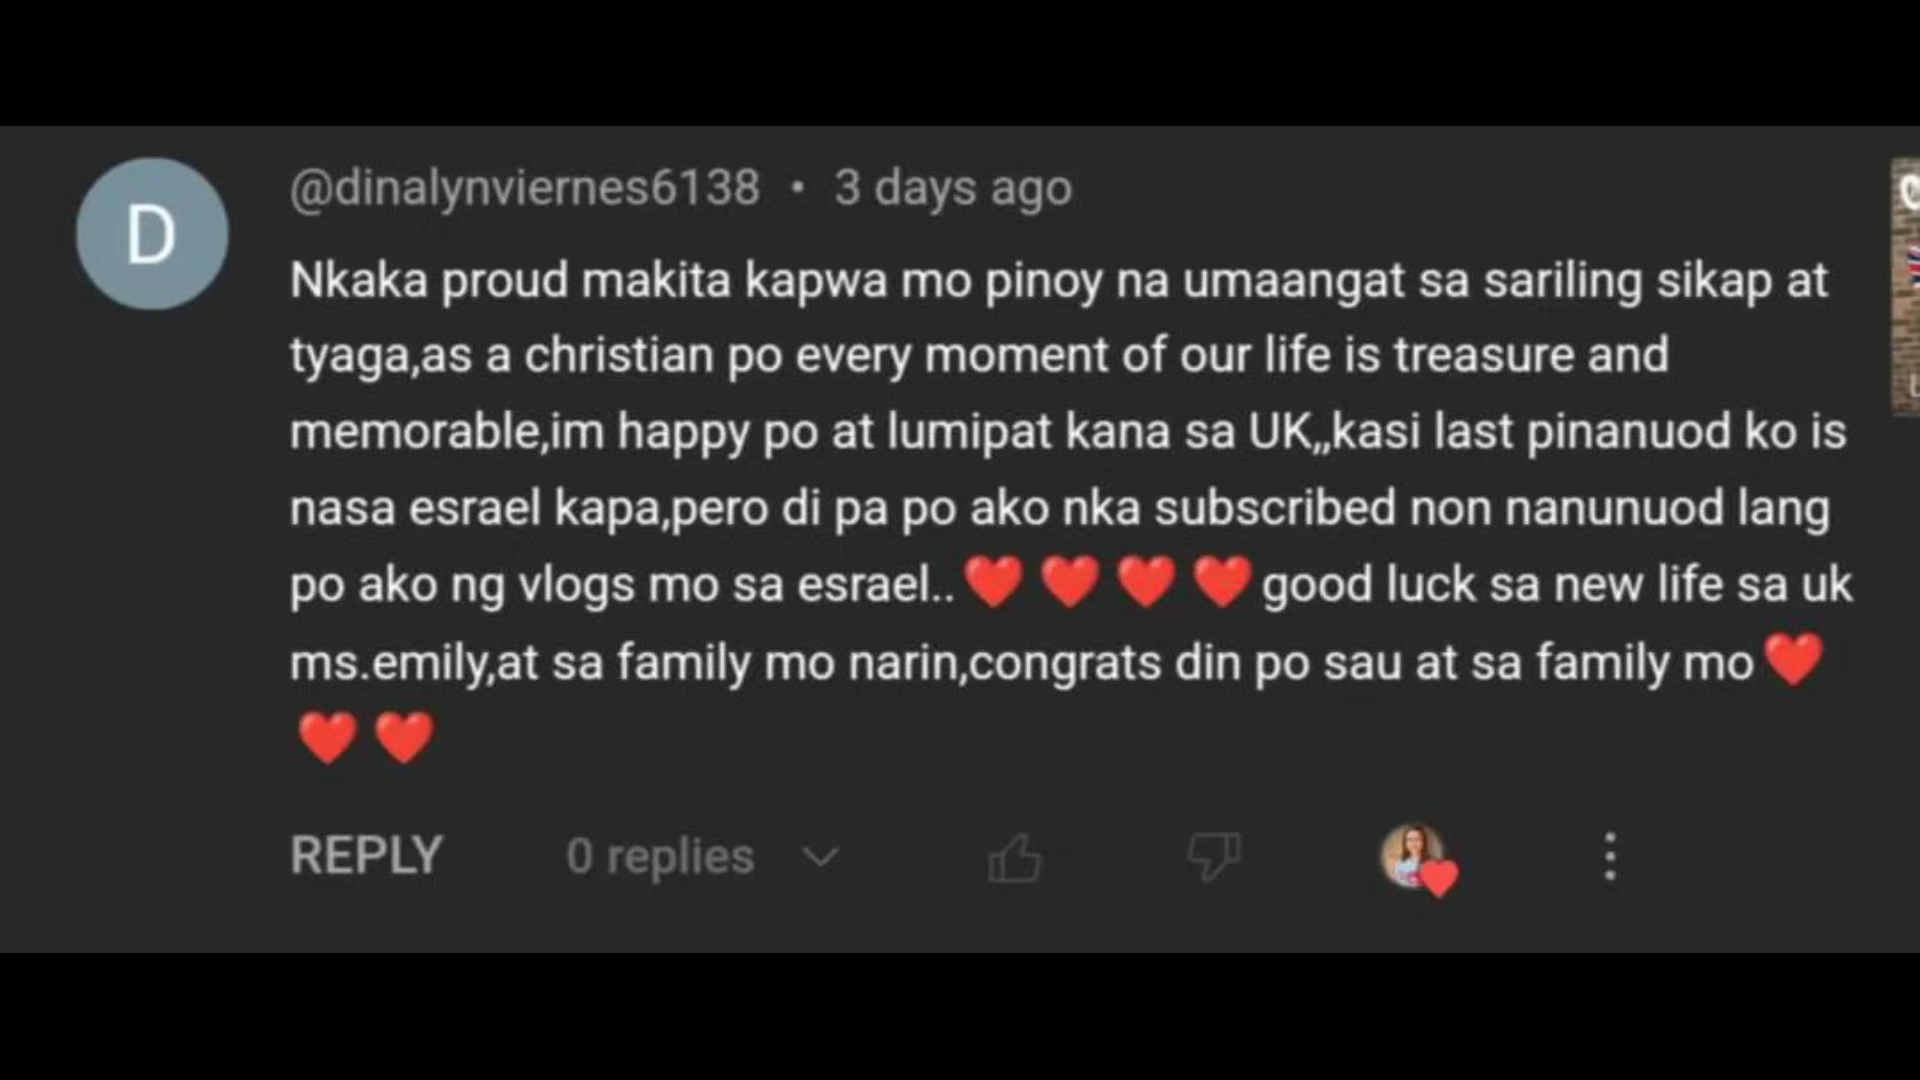 D
@dinalynviernes6138 • 3 days ago
Nkaka proud makita kapwa mo pinoy na umaangat sa sariling sikap at
tyaga,as a christian po every moment of our life is treasure and
memorable,im happy po at lumipat kana sa UK,,kasi last pinanuod ko is
nasa esrael kapa,pero di pa po ako nka subscribed non nanunuod lang
po ako ng vlogs mo sa esrael..❤️❤️❤️❤️good luck sa new life sa uk
ms.emily,at sa family mo narin,congrats din po sau at sa family mo❤️
❤️❤️
REPLY 0 replies